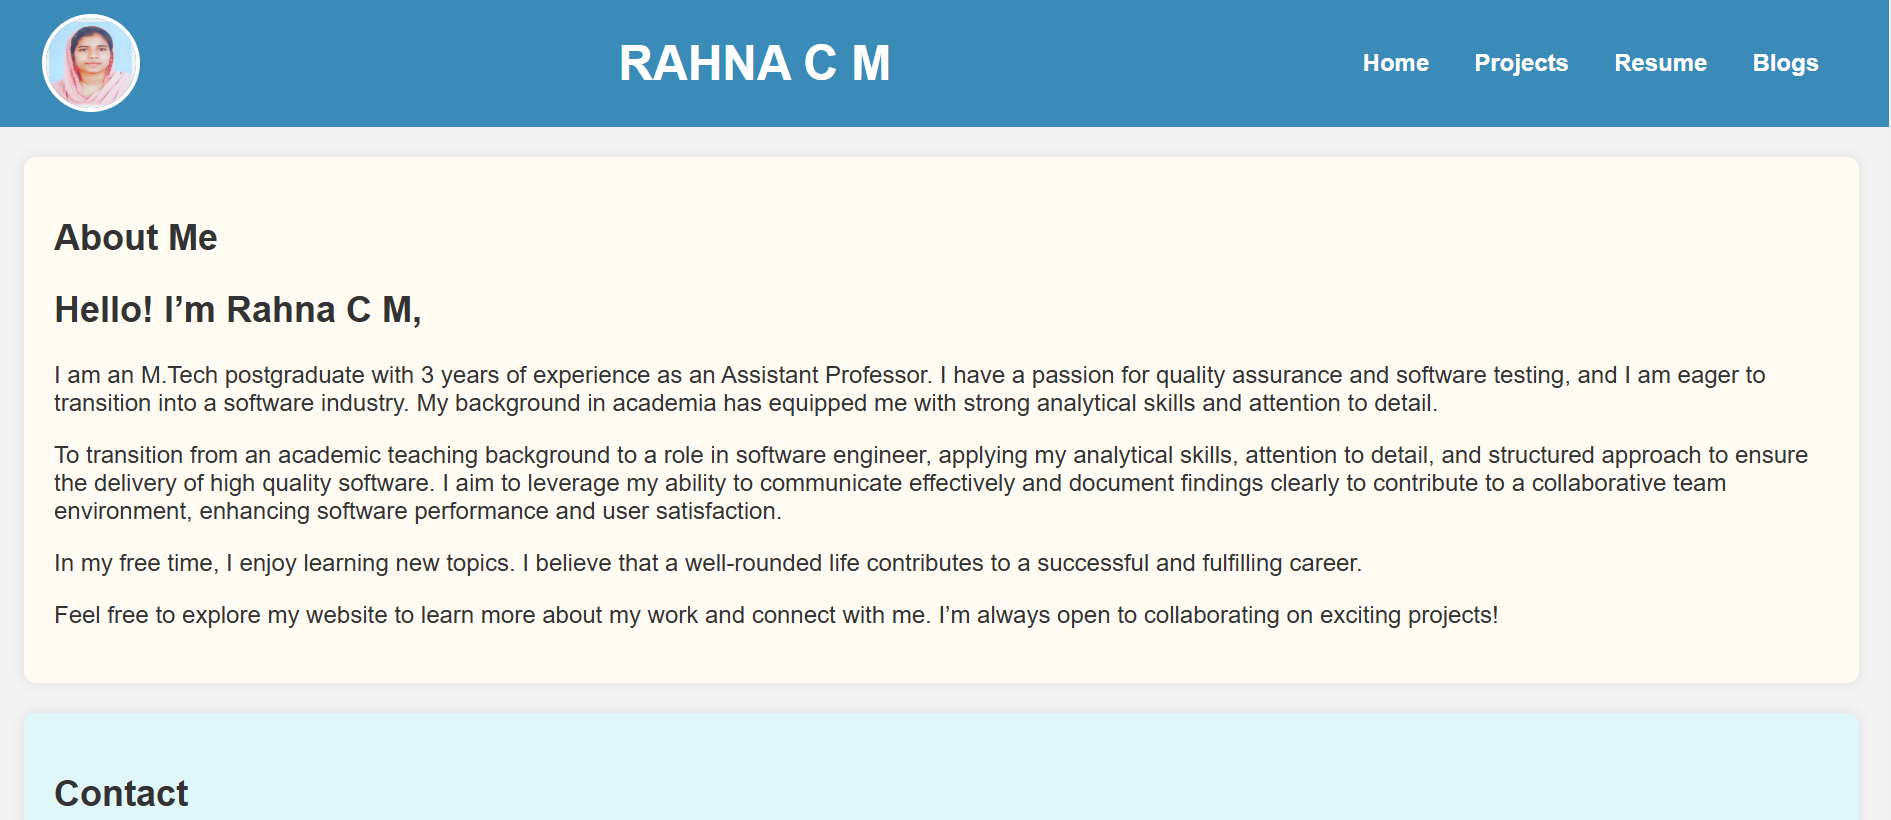 RAHNA C M
Home Projects Resume Blogs
About Me
Hello! I’m Rahna C M,
I am an M.Tech postgraduate with 3 years of experience as an Assistant Professor. I have a passion for quality assurance and software testing, and I am eager to
transition into a software industry. My background in academia has equipped me with strong analytical skills and attention to detail.
To transition from an academic teaching background to a role in software engineer, applying my analytical skills, attention to detail, and structured approach to ensure
the delivery of high quality software. I aim to leverage my ability to communicate effectively and document findings clearly to contribute to a collaborative team
environment, enhancing software performance and user satisfaction.
In my free time, I enjoy learning new topics. I believe that a well-rounded life contributes to a successful and fulfilling career.
Feel free to explore my website to learn more about my work and connect with me. I’m always open to collaborating on exciting projects!
Contact